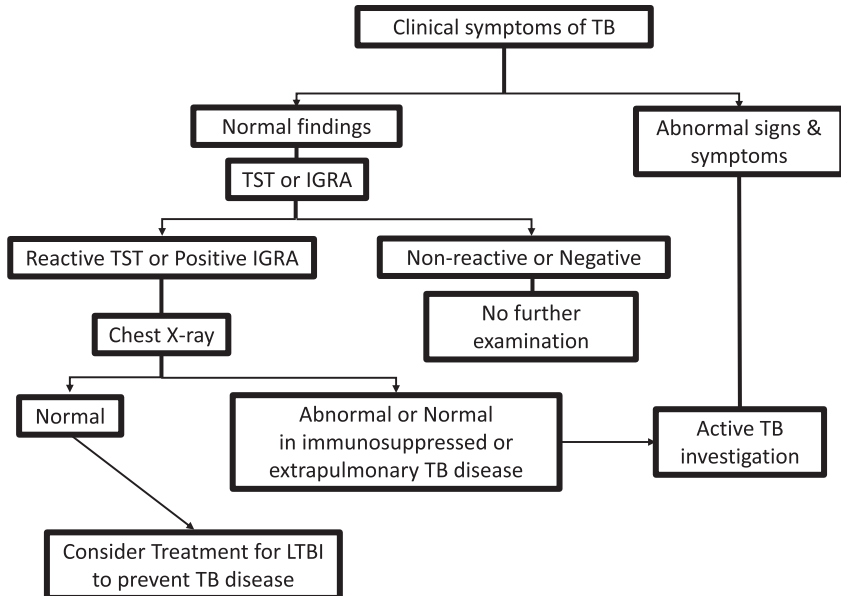 Clinical symptoms of TB
Normal findings
Abnormal signs &
symptoms
TST or IGRA
Reactive TST or Positive IGRA
Non-reactive or Negative
No further
examination
Chest X-ray
Normal
Abnormal or Normal
in immunosuppressed or
extrapulmonary TB disease
Active TB
investigation
Consider Treatment for LTBI
to prevent TB disease